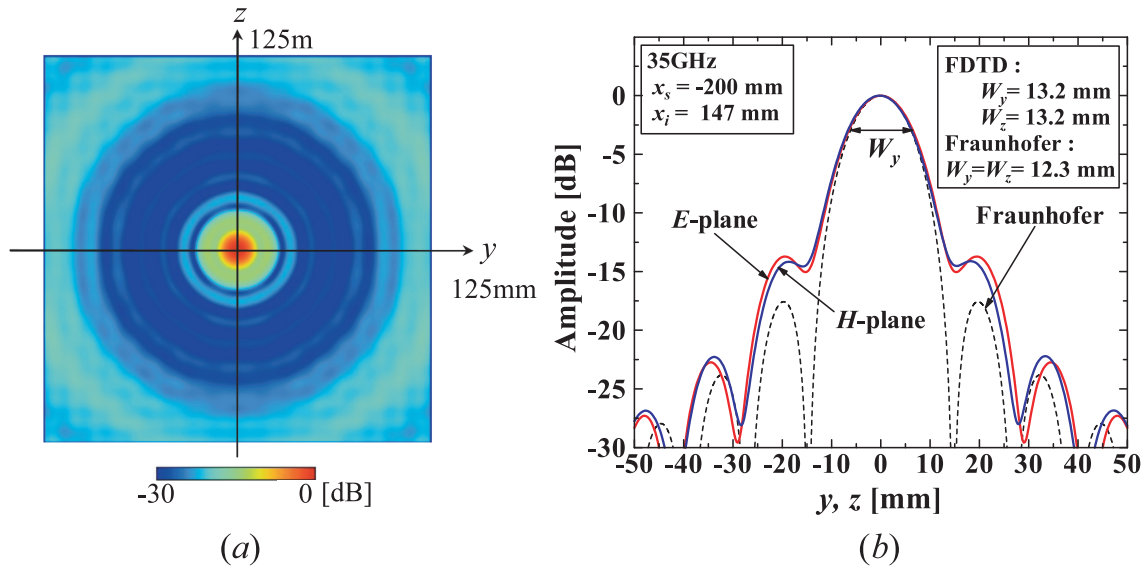 z
125m
y
125mm
-30 0 [dB]
(a)
35GHz
xs = -200 mm
xi = 147 mm
FDTD :
Wy= 13.2 mm
Wz= 13.2 mm
Fraunhofer :
Wy=Wz= 12.3 mm
Wy
Fraunhofer
E-plane
H-plane
Amplitude [dB]
0
-5
-10
-15
-20
-25
-30
-50 -40 -30 -20 -10 0 10 20 30 40 50
y, z [mm]
(b)